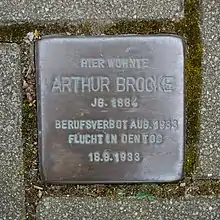 HIER WOHNTE
ARTHUR BROCKE
JG. 1884
BERUFSVERBOT AUG. 1933
FLUCHT IN DEN TOD
18.9.1933